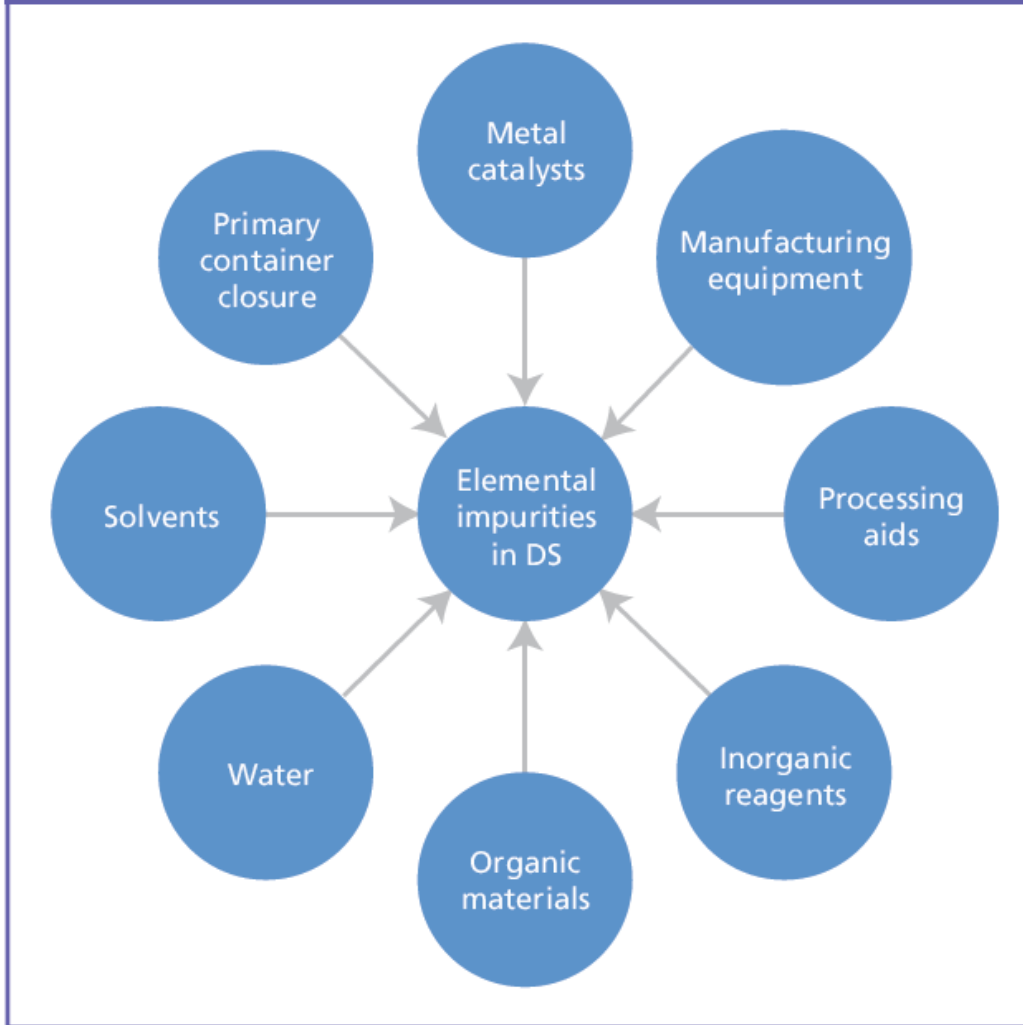 Metal
catalysts
Manufacturing
equipment
Processing
aids
Inorganic
reagents
Organic
materials
Water
Solvents
Primary
container
closure
Elemental
impurities
in DS